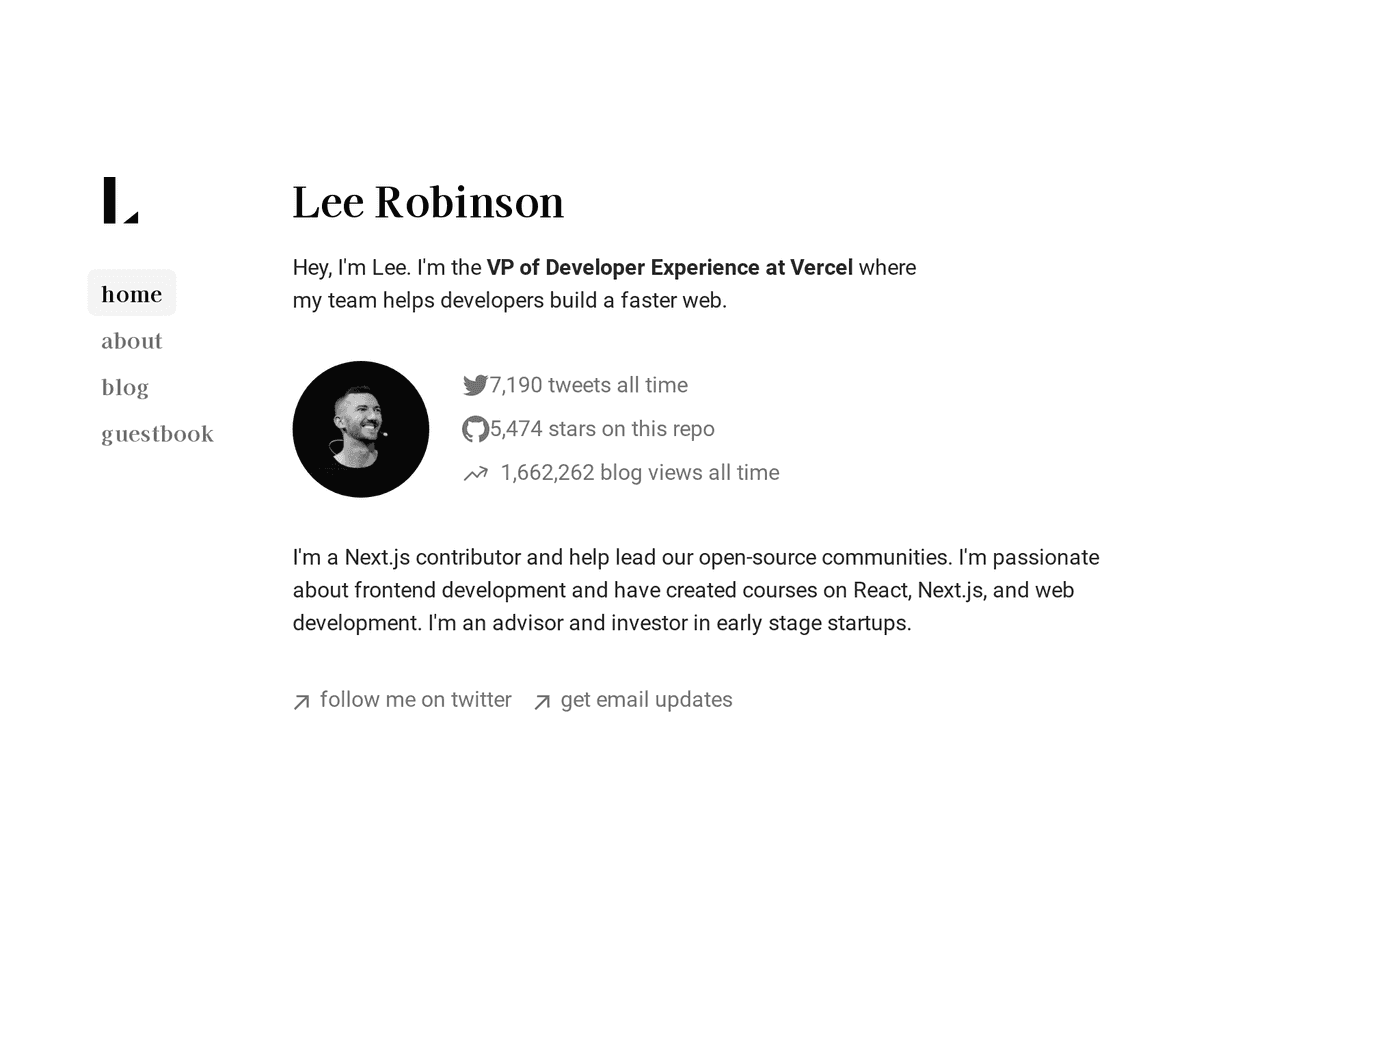 Lee Robinson
home
about
blog
guestbook
Hey, I'm Lee. I'm the VP of Developer Experience at Vercel where
my team helps developers build a faster web.
7,190 tweets all time
5,474 stars on this repo
1,662,262 blog views all time
I'm a Next.js contributor and help lead our open-source communities. I'm passionate
about frontend development and have created courses on React, Next.js, and web
development. I'm an advisor and investor in early stage startups.
follow me on twitter
get email updates